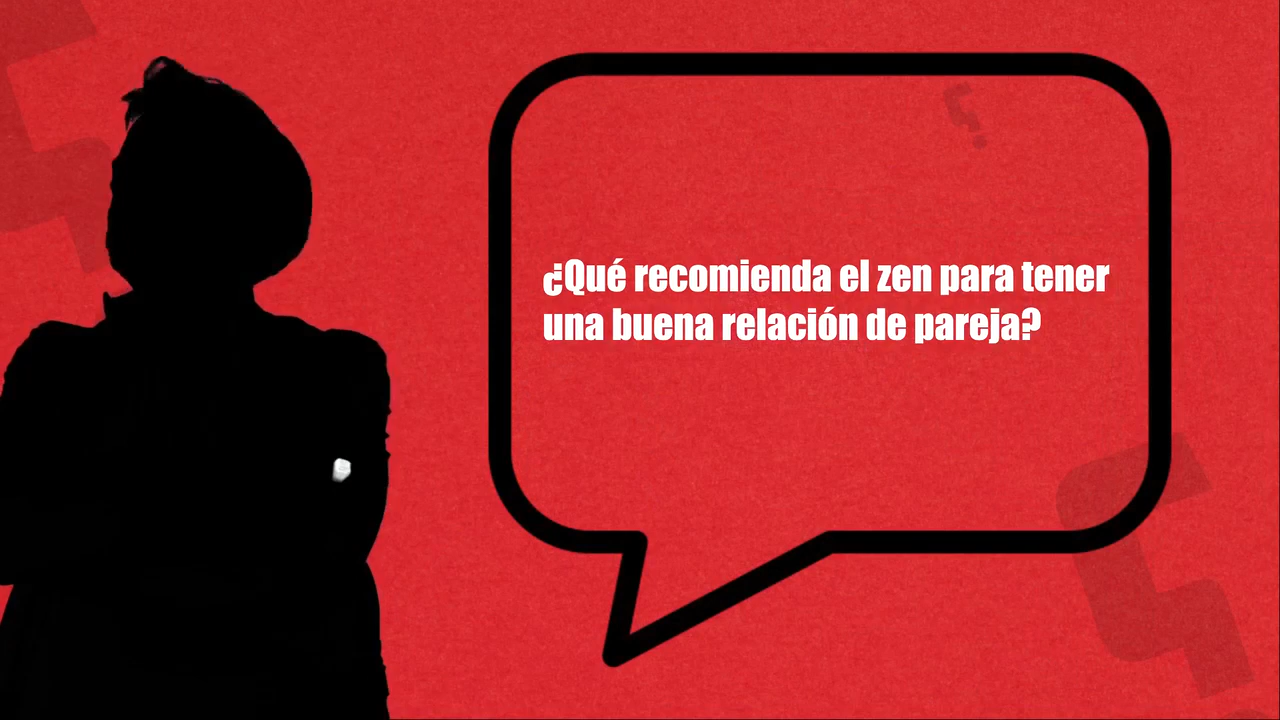 ¿Qué recomienda el zen para tener
una buena relación de pareja?